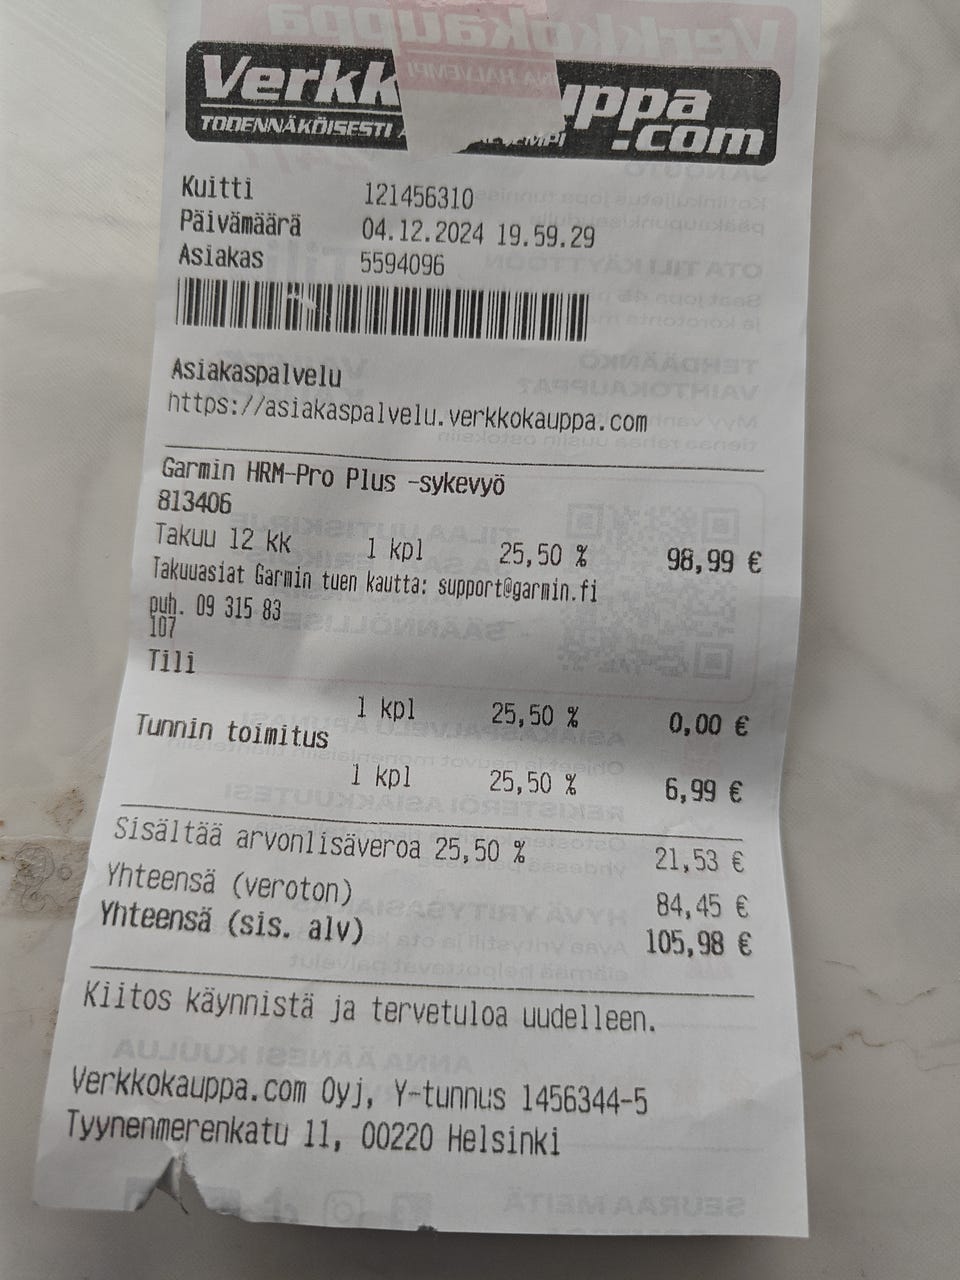 Verkk uppa
.com
TODENNÄKÖISESTI
Kuitti 121456310
Päivämäärä 04.12.2024 19.59.29
Asiakas 5594096
Asiakaspalvelu
https://asiakaspalvelu.verkkokauppa.com
Garmin HRM-Pro Plus -sykevyö
813406
Takuu 12 kk 1 kpl 25,50 % 98,99 €
Takuuasiat Garmin tuen kautta: support@garmin.fi
puh. 09 315 83
107
Tili
1 kpl 25,50 % 0,00 €
Tunnin toimitus
1 kpl 25,50 % 6,99 €
Sisältää arvonlisäveroa 25,50 % 21,53 €
Yhteensä (veroton) 84,45 €
Yhteensä (sis. alv) 105,98 €
Kiitos käynnistä ja tervetuloa uudelleen.
Verkkokauppa.com Oyj, Y-tunnus 1456344-5
Tyynenmerenkatu 11, 00220 Helsinki